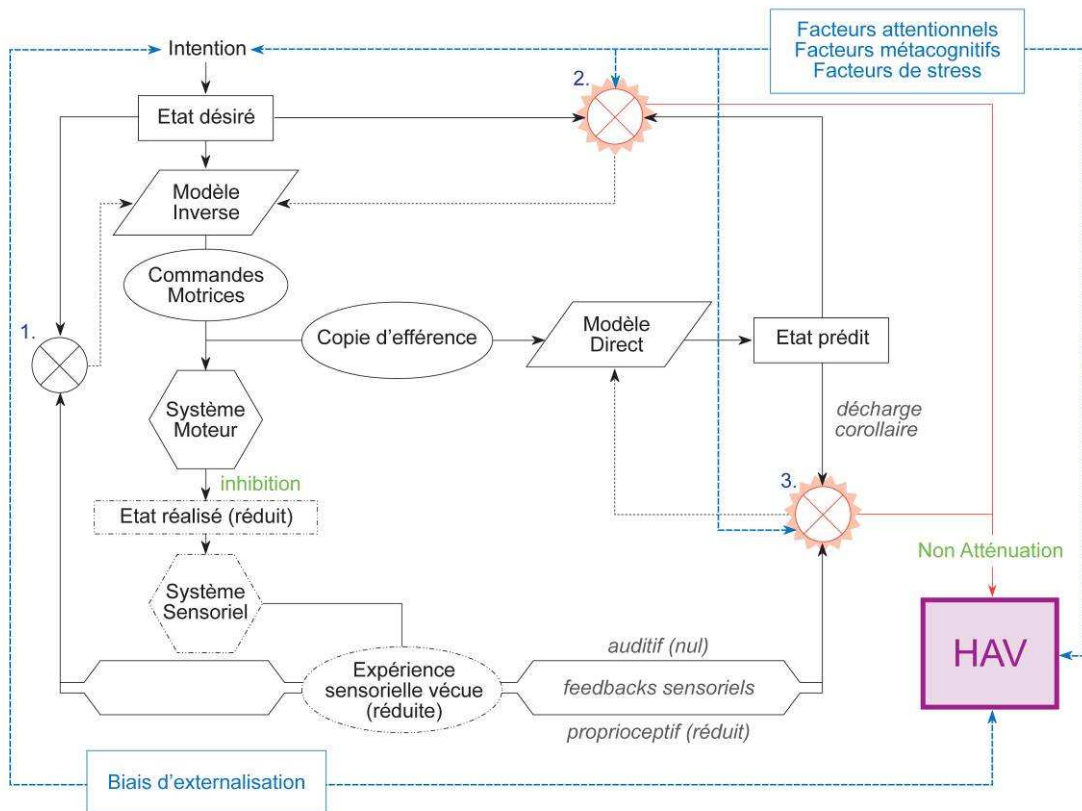 Facteurs attentionnels
Facteurs métacognitifs
Facteurs de stress
Intention
2.
Etat désiré
Modèle
Inverse
Commandes
Motrices
1.
Copie d'efférence
Modèle
Direct
Etat prédit
Système
Moteur
décharge
corollaire
inhibition
3.
Etat réalisé (réduit)
Non Atténuation
Système
Sensoriel
HAV
auditif (nul)
Expérience
sensorielle vécue
(réduite)
feedbacks sensoriels
proprioceptif (réduit)
Biais d'externalisation